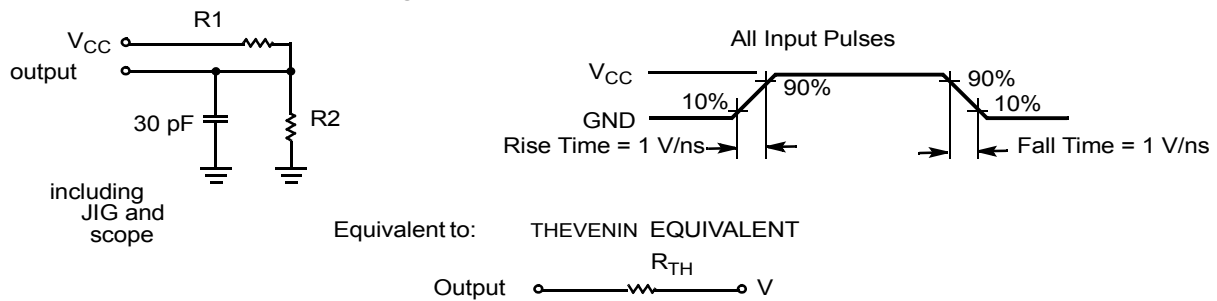 R1
VCC
output
30 pF
R2
including
JIG and
scope
All Input Pulses
VCC
GND
10%
90%
90%
10%
Rise Time = 1 V/ns
Fall Time = 1 V/ns
Equivalent to: THEVENIN EQUIVALENT
RTH
Output
V